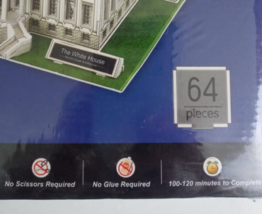 The White House
64
pieces
No Scissors Required
No Glue Required
100-120 minutes to Complete